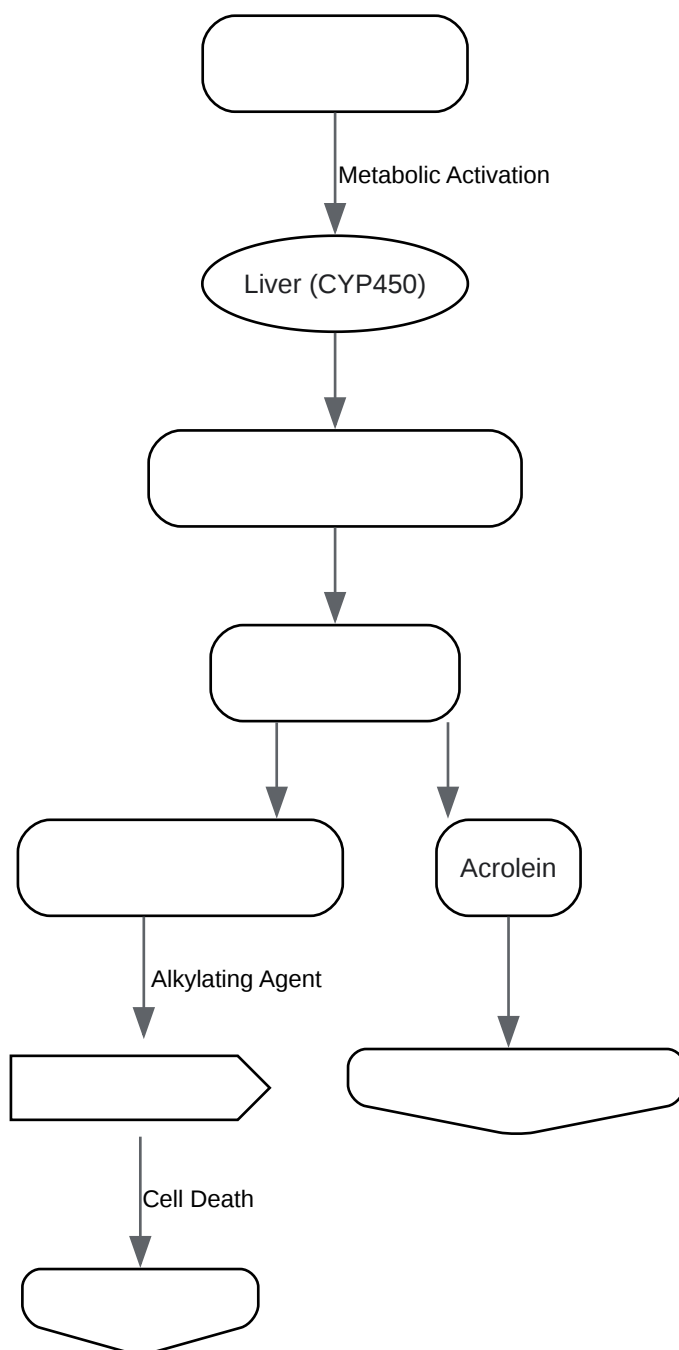 Metabolic Activation
Liver (CYP450)
Acrolein
Alkylating Agent
Cell Death